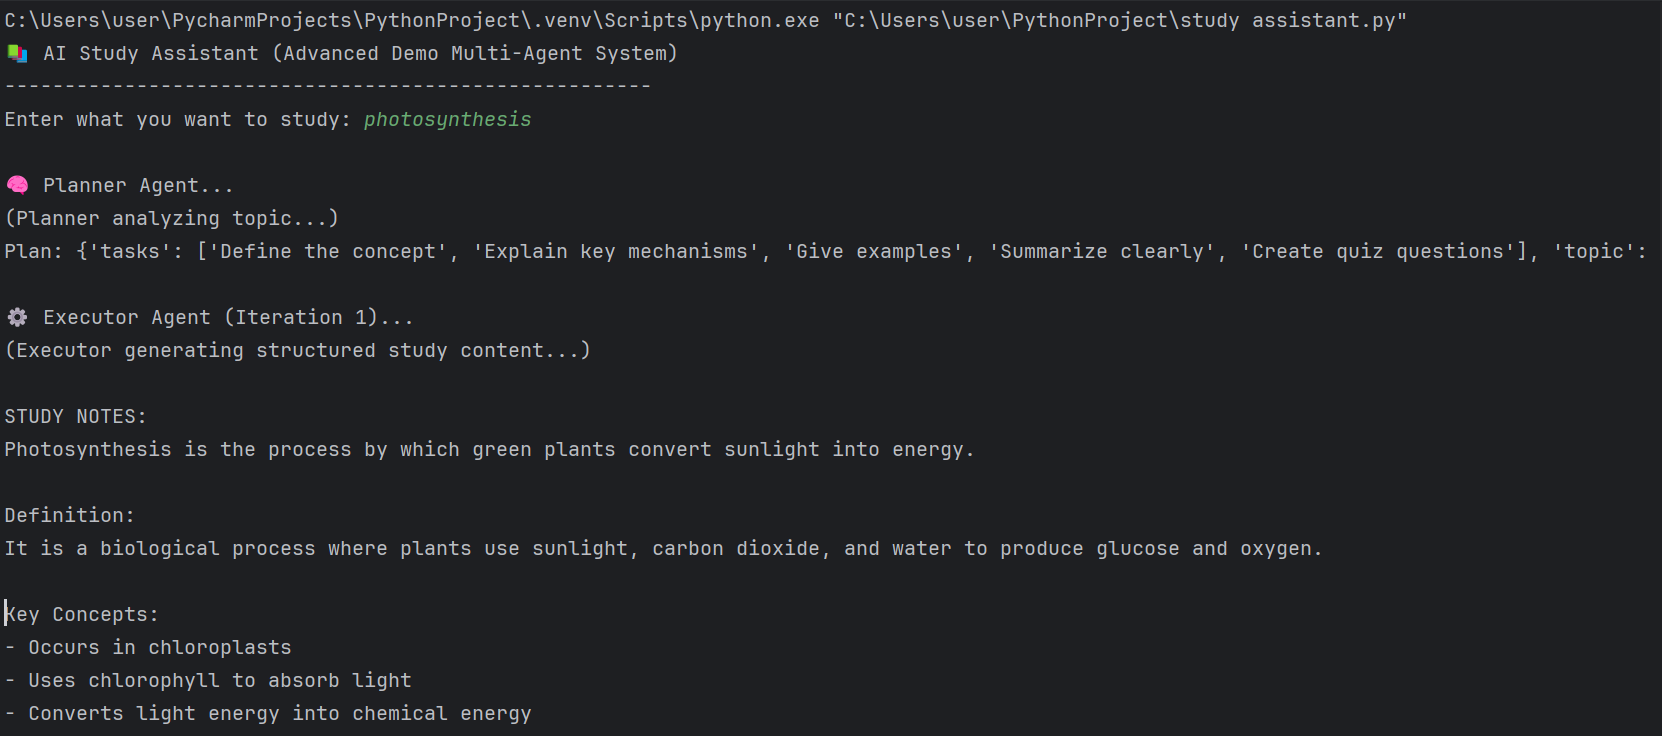 C:\Users\user\PycharmProjects\PythonProject\.venv\Scripts\python.exe "C:\Users\user\PythonProject\study assistant.py"
📚 AI Study Assistant (Advanced Demo Multi-Agent System)
------------------------------------------------------
Enter what you want to study: photosynthesis
🧠 Planner Agent...
(Planner analyzing topic...)
Plan: {'tasks': ['Define the concept', 'Explain key mechanisms', 'Give examples', 'Summarize clearly', 'Create quiz questions'], 'topic':
⚙️ Executor Agent (Iteration 1)...
(Executor generating structured study content...)
STUDY NOTES:
Photosynthesis is the process by which green plants convert sunlight into energy.
Definition:
It is a biological process where plants use sunlight, carbon dioxide, and water to produce glucose and oxygen.
Key Concepts:
- Occurs in chloroplasts
- Uses chlorophyll to absorb light
- Converts light energy into chemical energy